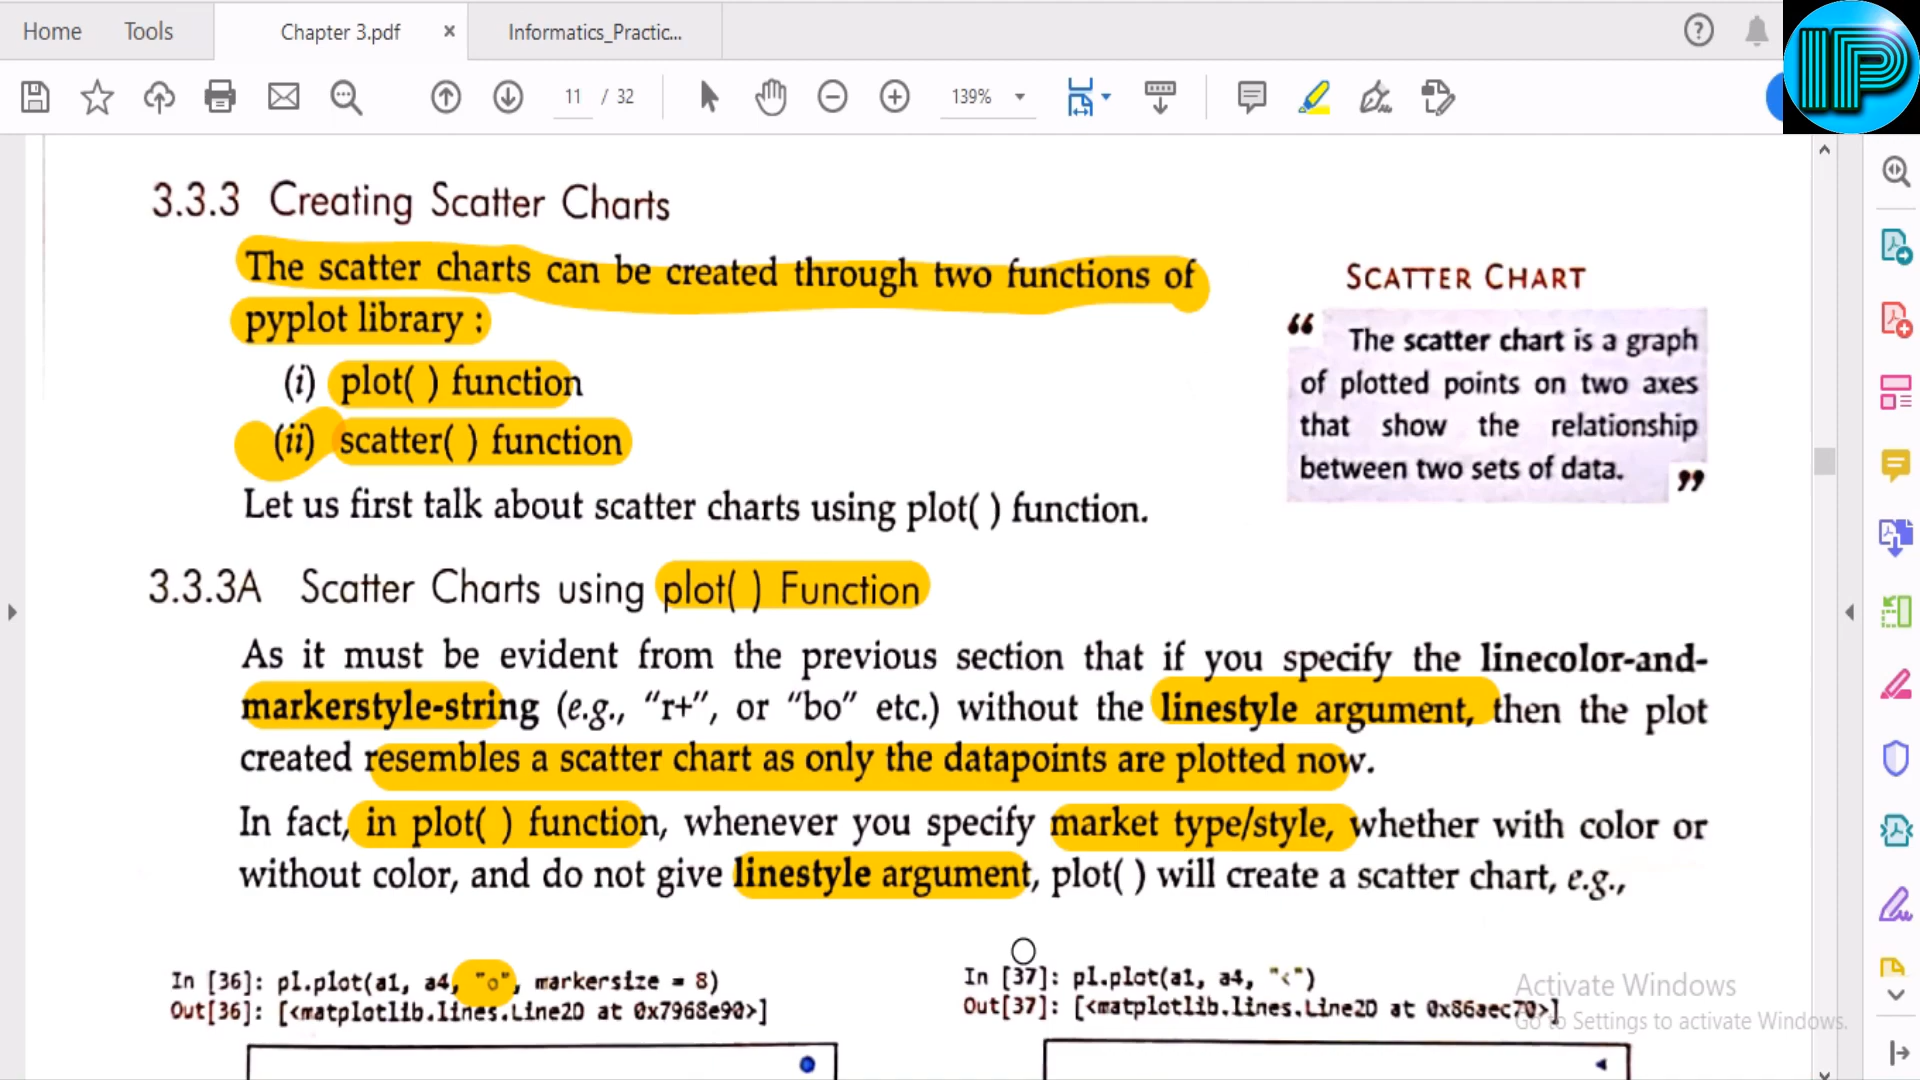 Home Tools Chapter 3.pdf × Informatics_Practic... ?
IP
11 / 32 139%
3.3.3 Creating Scatter Charts
The scatter charts can be created through two functions of
pyplot library :
(i) plot( ) function
(ii) scatter( ) function
Let us first talk about scatter charts using plot( ) function.
SCATTER CHART
“ The scatter chart is a graph
of plotted points on two axes
that show the relationship
between two sets of data. ”
3.3.3A Scatter Charts using plot( ) Function
As it must be evident from the previous section that if you specify the linecolor-and-
markerstyle-string (e.g., “r+”, or “bo” etc.) without the linestyle argument, then the plot
created resembles a scatter chart as only the datapoints are plotted now.
In fact, in plot( ) function, whenever you specify market type/style, whether with color or
without color, and do not give linestyle argument, plot( ) will create a scatter chart, e.g.,
In [36]: pl.plot(a1, a4, "o", markersize = 8)
Out[36]: [<matplotlib.lines.Line2D at 0x7968e90>]
In [37]: pl.plot(a1, a4, "<")
Out[37]: [<matplotlib.lines.Line2D at 0x86aec70>]
Activate Windows
Go to Settings to activate Windows.